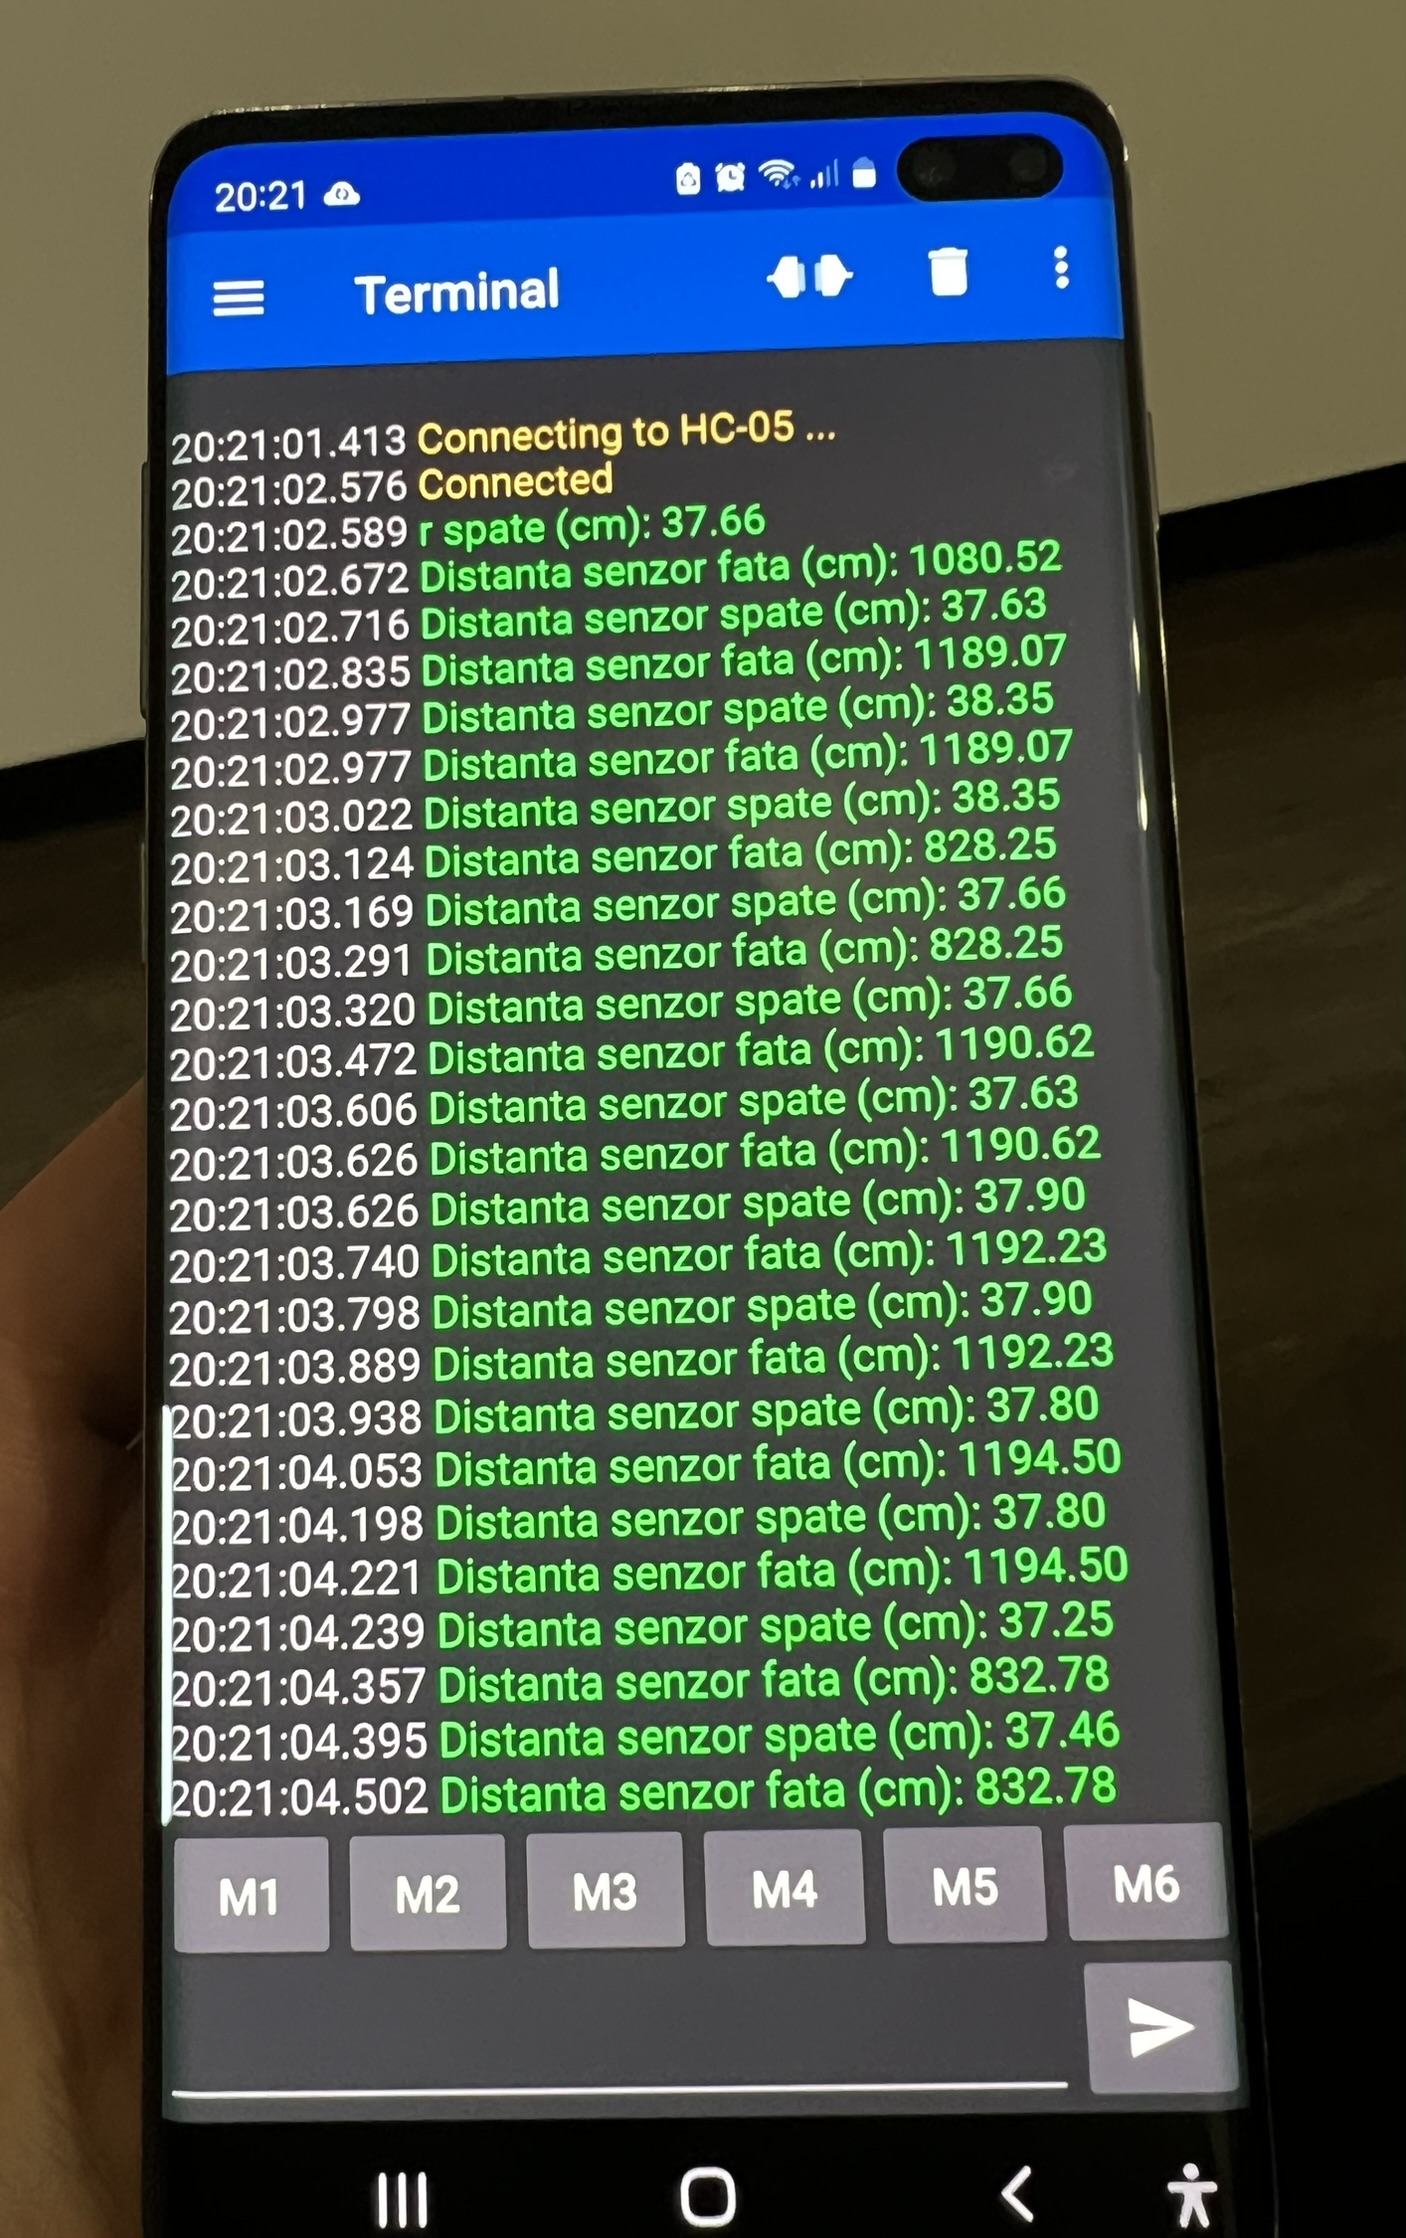 20:21
Terminal
20:21:01.413 Connecting to HC-05 ...
20:21:02.576 Connected
20:21:02.589 r spate (cm): 37.66
20:21:02.672 Distanta senzor fata (cm): 1080.52
20:21:02.716 Distanta senzor spate (cm): 37.63
20:21:02.835 Distanta senzor fata (cm): 1189.07
20:21:02.977 Distanta senzor spate (cm): 38.35
20:21:02.977 Distanta senzor fata (cm): 1189.07
20:21:03.022 Distanta senzor spate (cm): 38.35
20:21:03.124 Distanta senzor fata (cm): 828.25
20:21:03.169 Distanta senzor spate (cm): 37.66
20:21:03.291 Distanta senzor fata (cm): 828.25
20:21:03.320 Distanta senzor spate (cm): 37.66
20:21:03.472 Distanta senzor fata (cm): 1190.62
20:21:03.606 Distanta senzor spate (cm): 37.63
20:21:03.626 Distanta senzor fata (cm): 1190.62
20:21:03.626 Distanta senzor spate (cm): 37.90
20:21:03.740 Distanta senzor fata (cm): 1192.23
20:21:03.798 Distanta senzor spate (cm): 37.90
20:21:03.889 Distanta senzor fata (cm): 1192.23
20:21:03.938 Distanta senzor spate (cm): 37.80
20:21:04.053 Distanta senzor fata (cm): 1194.50
20:21:04.198 Distanta senzor spate (cm): 37.80
20:21:04.221 Distanta senzor fata (cm): 1194.50
20:21:04.239 Distanta senzor spate (cm): 37.25
20:21:04.357 Distanta senzor fata (cm): 832.78
20:21:04.395 Distanta senzor spate (cm): 37.46
20:21:04.502 Distanta senzor fata (cm): 832.78
M1 M2 M3 M4 M5 M6